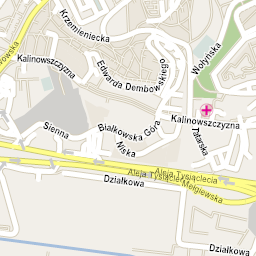 Krzemieniecka
Wołyńska
Kalinowszczyzna
Edwarda Dembowskiego
Kalinowszczyzna
Tatarska
Sienna
Białkowska Góra
Niska
Aleja Tysiąclecia
Aleja Tysiąclecia
Mełgiewska
Działkowa
Działkowa